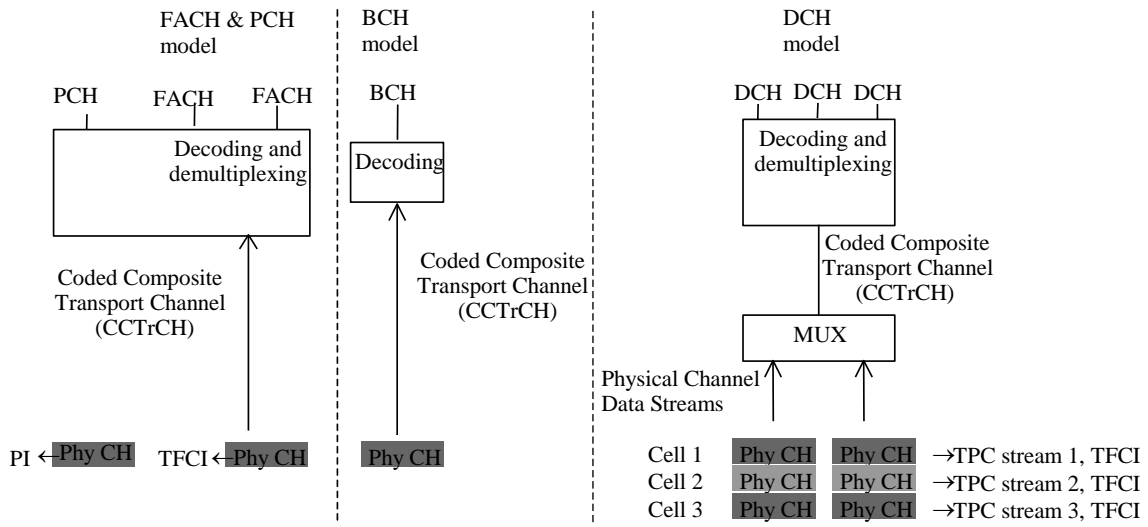 FACH & PCH
model
PCH
FACH
FACH
Decoding and
demultiplexing
Coded Composite
Transport Channel
(CCTrCH)
PI ← Phy CH
TFCI ← Phy CH
BCH
model
BCH
Decoding
Coded Composite
Transport Channel
(CCTrCH)
Phy CH
DCH
model
DCH DCH DCH
Decoding and
demultiplexing
Coded Composite
Transport Channel
(CCTrCH)
MUX
Physical Channel
Data Streams
Cell 1 Phy CH Phy CH →TPC stream 1, TFCI
Cell 2 Phy CH Phy CH →TPC stream 2, TFCI
Cell 3 Phy CH Phy CH →TPC stream 3, TFCI